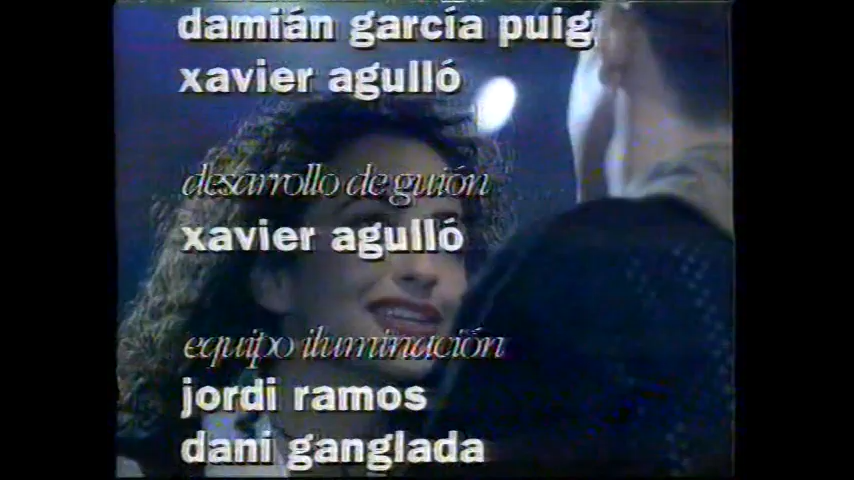 damián garcía puig
xavier agulló
desarrollo de guión
xavier agulló
equipo iluminación
jordi ramos
dani ganglada